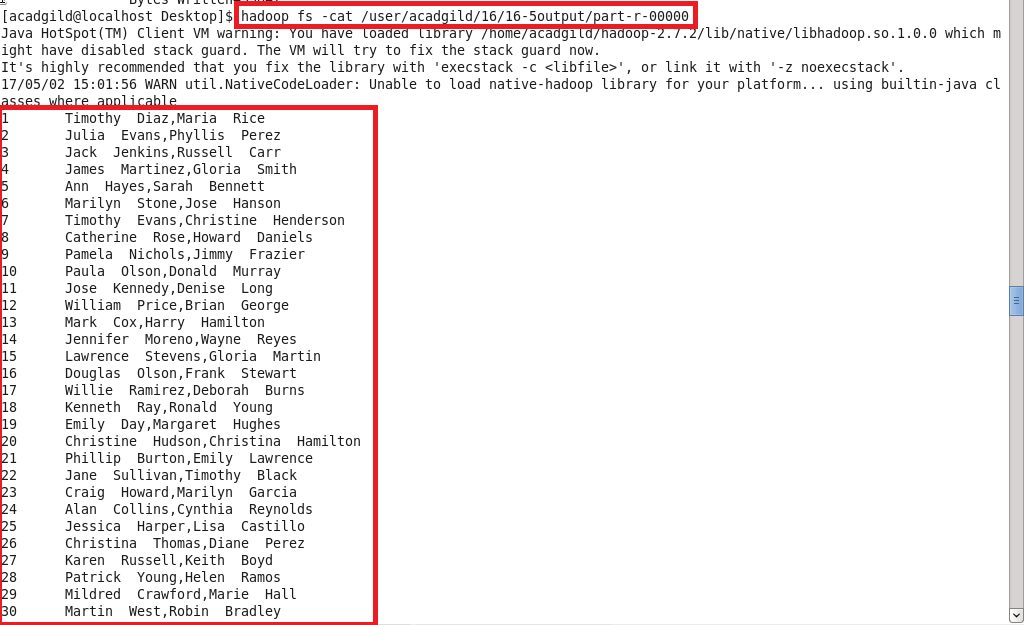 [acadgild@localhost Desktop]$ hadoop fs -cat /user/acadgild/16/16-5output/part-r-00000
Java HotSpot(TM) Client VM warning: You have loaded library /home/acadgild/hadoop-2.7.2/lib/native/libhadoop.so.1.0.0 which m
ight have disabled stack guard. The VM will try to fix the stack guard now.
It's highly recommended that you fix the library with 'execstack -c <libfile>', or link it with '-z noexecstack'.
17/05/02 15:01:56 WARN util.NativeCodeLoader: Unable to load native-hadoop library for your platform... using builtin-java cl
asses where applicable
1       Timothy  Diaz,Maria  Rice
2       Julia  Evans,Phyllis  Perez
3       Jack  Jenkins,Russell  Carr
4       James  Martinez,Gloria  Smith
5       Ann  Hayes,Sarah  Bennett
6       Marilyn  Stone,Jose  Hanson
7       Timothy  Evans,Christine  Henderson
8       Catherine  Rose,Howard  Daniels
9       Pamela  Nichols,Jimmy  Frazier
10      Paula  Olson,Donald  Murray
11      Jose  Kennedy,Denise  Long
12      William  Price,Brian  George
13      Mark  Cox,Harry  Hamilton
14      Jennifer  Moreno,Wayne  Reyes
15      Lawrence  Stevens,Gloria  Martin
16      Douglas  Olson,Frank  Stewart
17      Willie  Ramirez,Deborah  Burns
18      Kenneth  Ray,Ronald  Young
19      Emily  Day,Margaret  Hughes
20      Christine  Hudson,Christina  Hamilton
21      Phillip  Burton,Emily  Lawrence
22      Jane  Sullivan,Timothy  Black
23      Craig  Howard,Marilyn  Garcia
24      Alan  Collins,Cynthia  Reynolds
25      Jessica  Harper,Lisa  Castillo
26      Christina  Thomas,Diane  Perez
27      Karen  Russell,Keith  Boyd
28      Patrick  Young,Helen  Ramos
29      Mildred  Crawford,Marie  Hall
30      Martin  West,Robin  Bradley